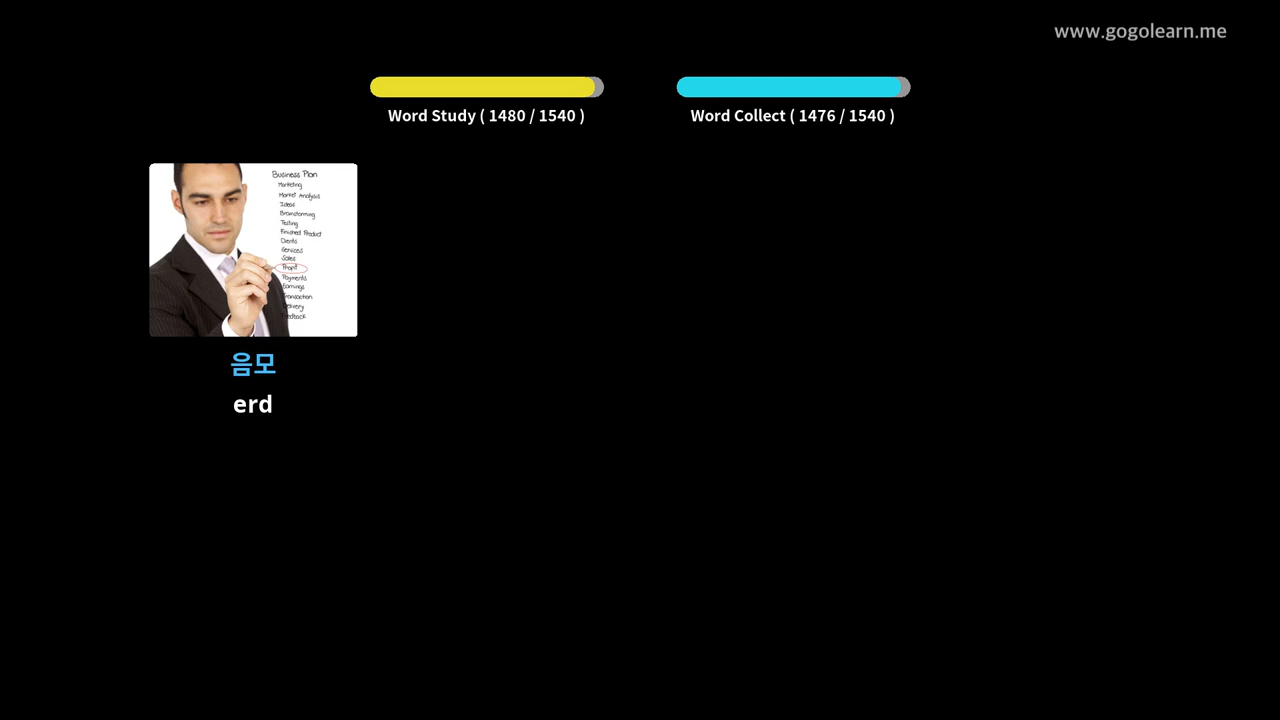 www.gogolearn.me
Word Study ( 1480 / 1540 )
Word Collect ( 1476 / 1540 )
Business Plan
Marketing
Market Analysis
Ideas
Brainstorming
Testing
Finished Product
Clients
Services
Sales
Profit
Payments
Earnings
Transaction
Delivery
Feedback
음모
erd